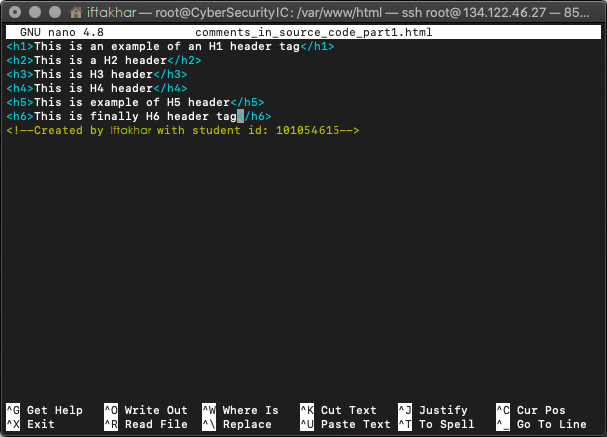 iftakhar — root@CyberSecurityIC: /var/www/html — ssh root@134.122.46.27 — 85...
GNU nano 4.8 comments_in_source_code_part1.html
<h1>This is an example of an H1 header tag</h1>
<h2>This is a H2 header</h2>
<h3>This is H3 header</h3>
<h4>This is H4 header</h4>
<h5>This is example of H5 header</h5>
<h6>This is finally H6 header tag</h6>
<!--Created by Iftakhar with student id: 101054615-->
^G Get Help ^O Write Out ^W Where Is ^K Cut Text ^J Justify ^C Cur Pos
^X Exit ^R Read File ^\ Replace ^U Paste Text ^T To Spell ^_ Go To Line